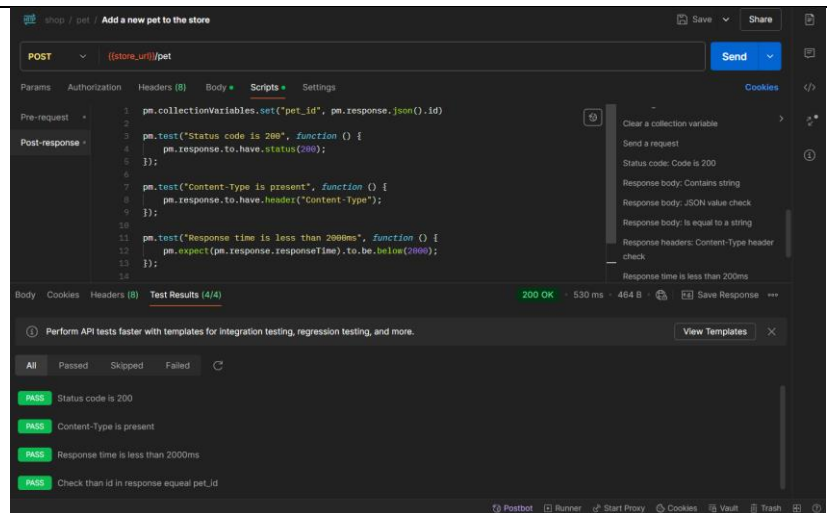 shop / pet / Add a new pet to the store
Save
Share
POST
{{store_url}}/pet
Send
Params Authorization Headers (8) Body Scripts Settings
Cookies
Pre-request
Post-response
1 pm.collectionVariables.set("pet_id", pm.response.json().id)
2
3 pm.test("Status code is 200", function () {
4 pm.response.to.have.status(200);
5 });
6
7 pm.test("Content-Type is present", function () {
8 pm.response.to.have.header("Content-Type");
9 });
10
11 pm.test("Response time is less than 2000ms", function () {
12 pm.expect(pm.response.responseTime).to.be.below(2000);
13 });
14
Clear a collection variable
Send a request
Status code: Code is 200
Response body: Contains string
Response body: JSON value check
Response body: Is equal to a string
Response headers: Content-Type header
check
Response time is less than 200ms
Body Cookies Headers (8) Test Results (4/4)
200 OK 530 ms 464 B Save Response
Perform API tests faster with templates for integration testing, regression testing, and more.
View Templates
All Passed Skipped Failed
PASS Status code is 200
PASS Content-Type is present
PASS Response time is less than 2000ms
PASS Check than id in response equeal pet_id
Postbot Runner Start Proxy Cookies Vault Trash